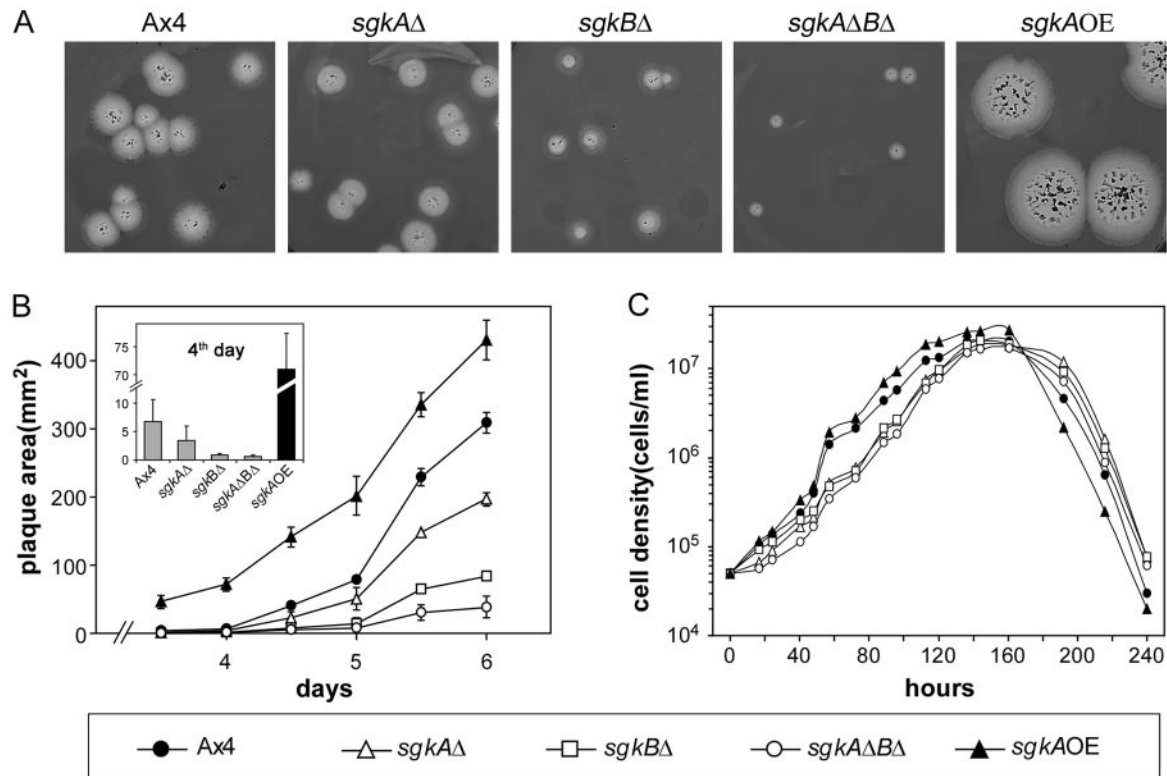 A
Ax4
sgkAΔ
sgkBΔ
sgkAΔBΔ
sgkAOE
B
plaque area(mm²)
400
300
200
100
0
4th day
75
70
10
5
0
Ax4
sgkAΔ
sgkBΔ
sgkAΔBΔ
sgkAOE
4
5
6
days
C
cell density(cells/ml)
10⁷
10⁶
10⁵
10⁴
0
40
80
120
160
200
240
hours
Ax4
sgkAΔ
sgkBΔ
sgkAΔBΔ
sgkAOE